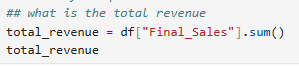 ## what is the total revenue
total_revenue = df["Final_Sales"].sum()
total_revenue